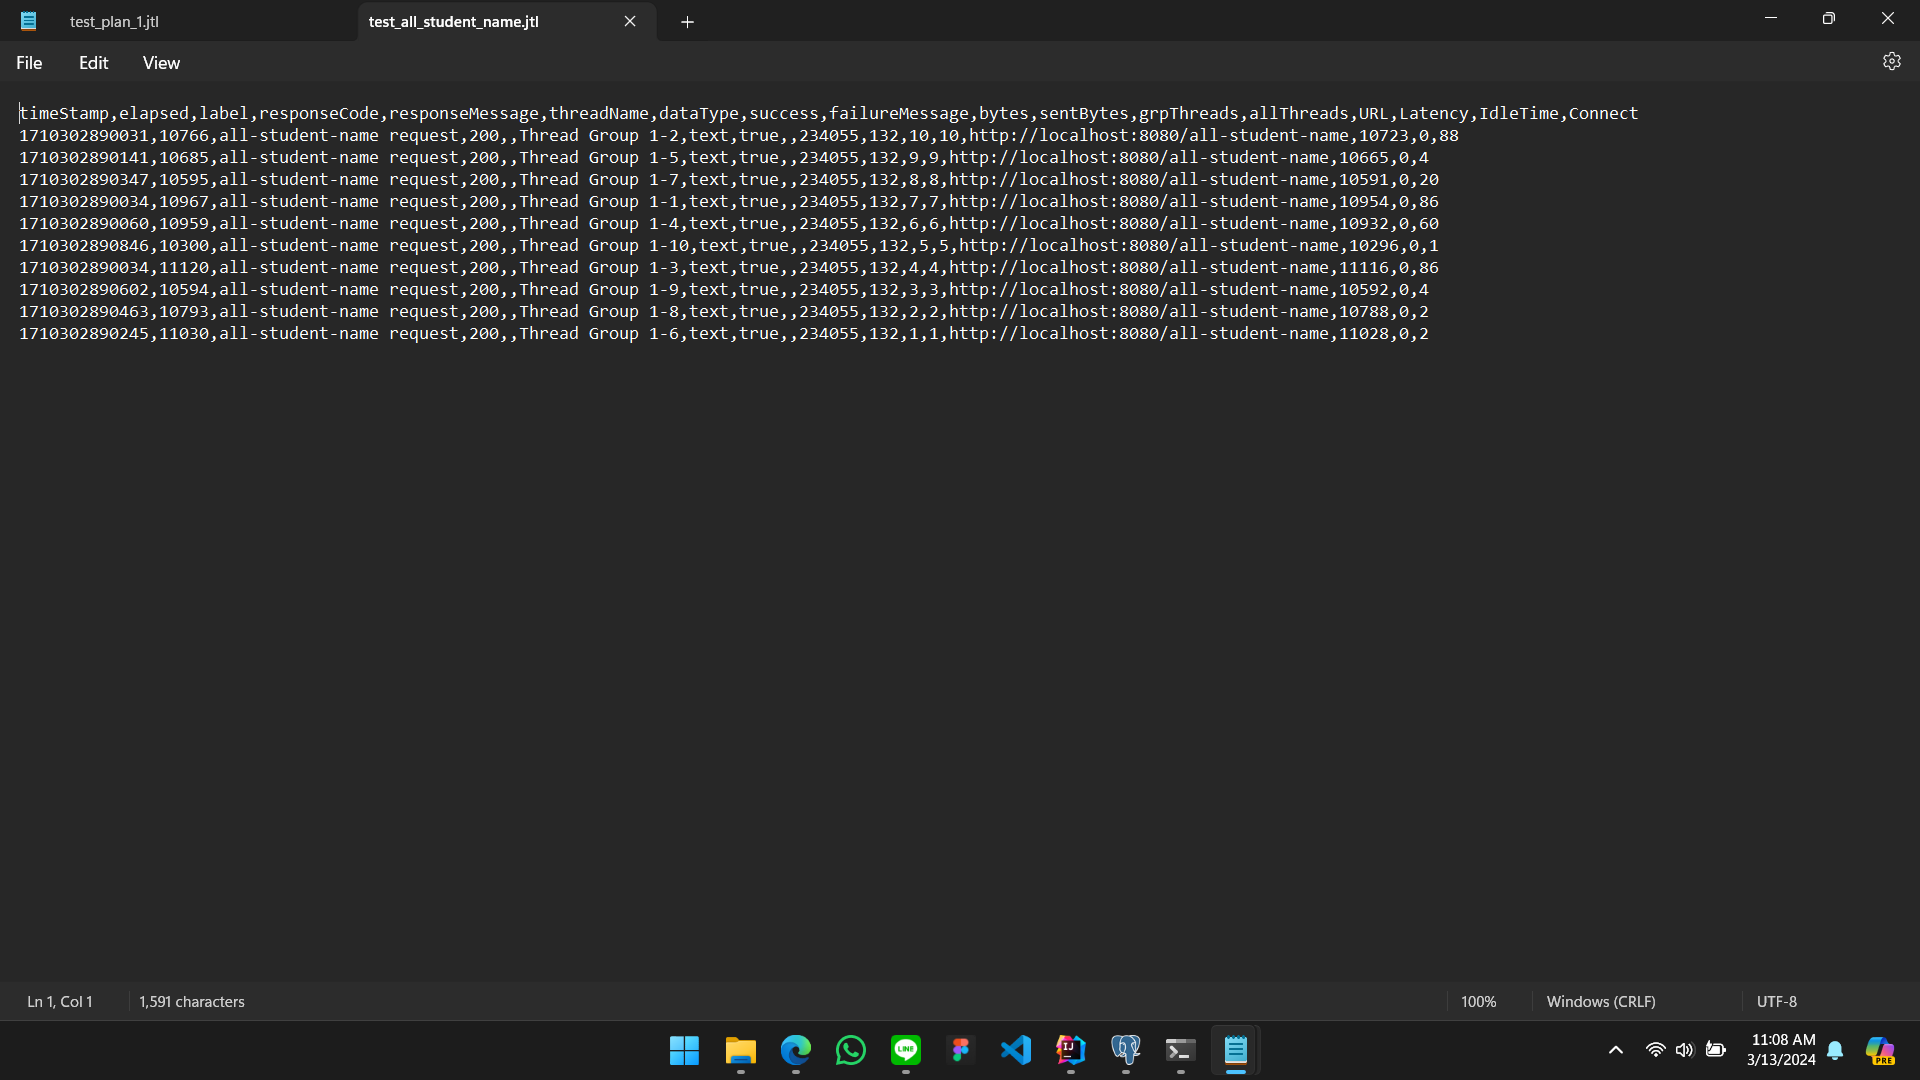 test_plan_1.jtl
test_all_student_name.jtl
File Edit View
timeStamp,elapsed,label,responseCode,responseMessage,threadName,dataType,success,failureMessage,bytes,sentBytes,grpThreads,allThreads,URL,Latency,IdleTime,Connect
1710302890031,10766,all-student-name request,200,,Thread Group 1-2,text,true,,234055,132,10,10,http://localhost:8080/all-student-name,10723,0,88
1710302890141,10685,all-student-name request,200,,Thread Group 1-5,text,true,,234055,132,9,9,http://localhost:8080/all-student-name,10665,0,4
1710302890347,10595,all-student-name request,200,,Thread Group 1-7,text,true,,234055,132,8,8,http://localhost:8080/all-student-name,10591,0,20
1710302890034,10967,all-student-name request,200,,Thread Group 1-1,text,true,,234055,132,7,7,http://localhost:8080/all-student-name,10954,0,86
1710302890060,10959,all-student-name request,200,,Thread Group 1-4,text,true,,234055,132,6,6,http://localhost:8080/all-student-name,10932,0,60
1710302890846,10300,all-student-name request,200,,Thread Group 1-10,text,true,,234055,132,5,5,http://localhost:8080/all-student-name,10296,0,1
1710302890034,11120,all-student-name request,200,,Thread Group 1-3,text,true,,234055,132,4,4,http://localhost:8080/all-student-name,11116,0,86
1710302890602,10594,all-student-name request,200,,Thread Group 1-9,text,true,,234055,132,3,3,http://localhost:8080/all-student-name,10592,0,4
1710302890463,10793,all-student-name request,200,,Thread Group 1-8,text,true,,234055,132,2,2,http://localhost:8080/all-student-name,10788,0,2
1710302890245,11030,all-student-name request,200,,Thread Group 1-6,text,true,,234055,132,1,1,http://localhost:8080/all-student-name,11028,0,2
Ln 1, Col 1 1,591 characters 100% Windows (CRLF) UTF-8
LINE
IJ
11:08 AM
3/13/2024
PRE